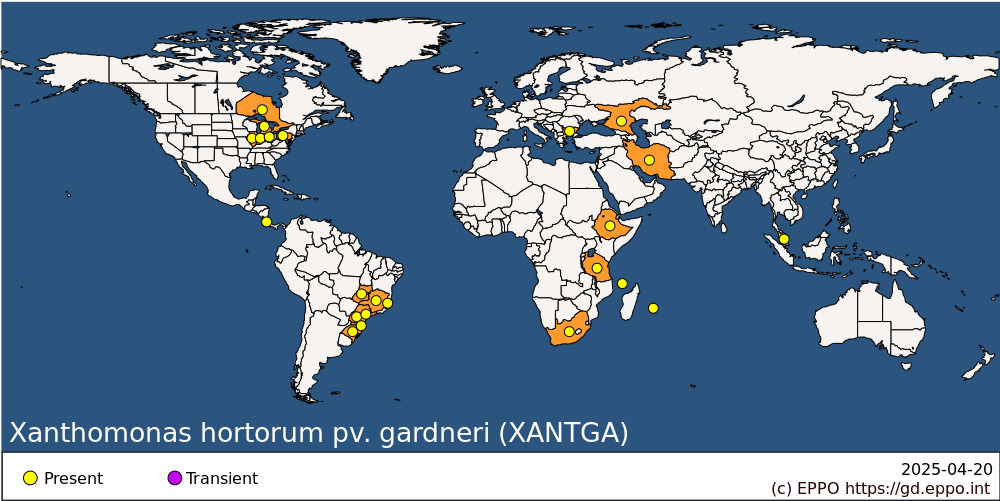 Xanthomonas hortorum pv. gardneri (XANTGA)
Present
Transient
2025-04-20
(c) EPPO https://gd.eppo.int